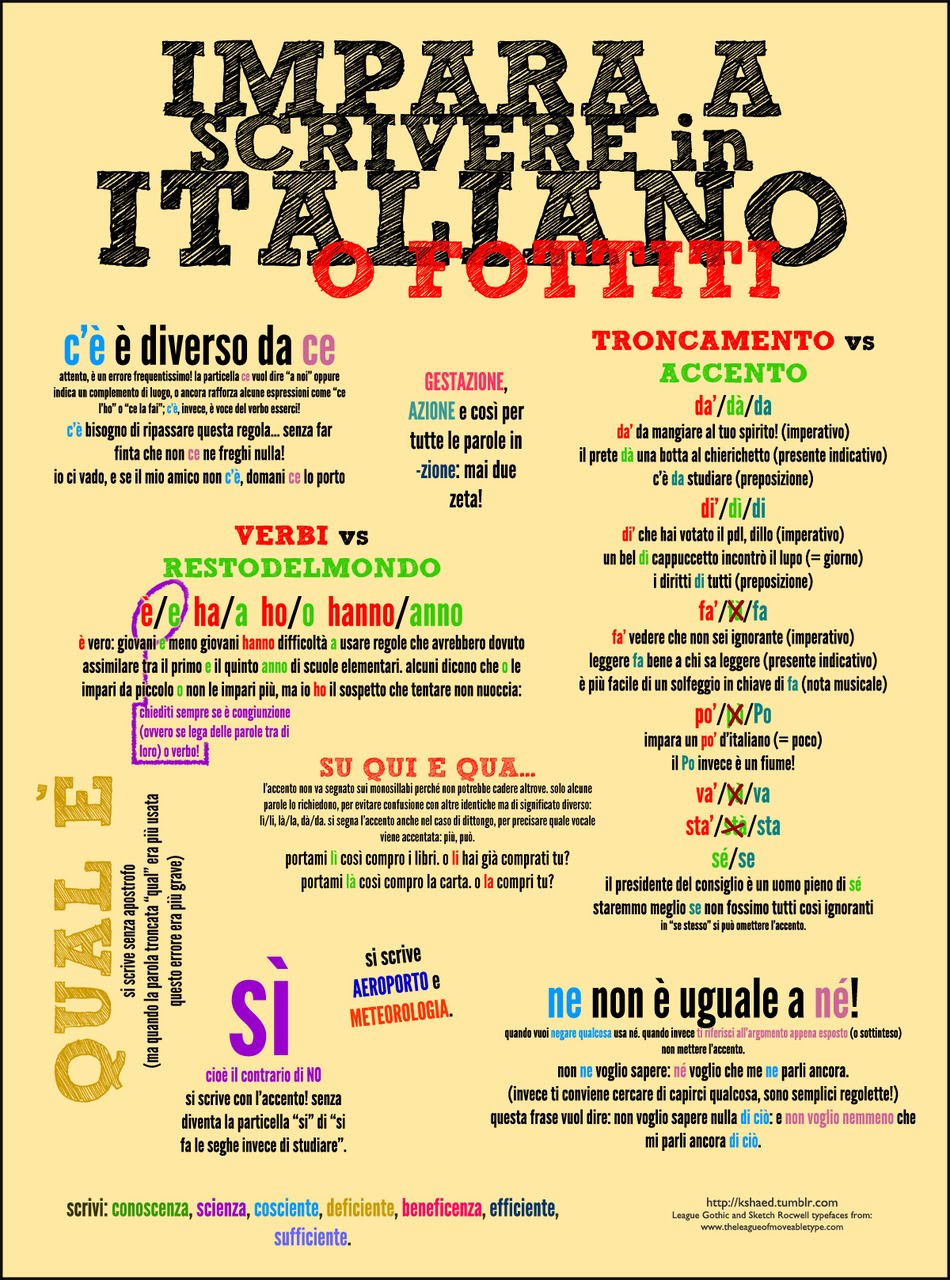 IMPARA A
SCRIVERE in
ITALIANO
O FOTTITI
c'è è diverso da ce
attento, è un errore frequentissimo! la particella ce vuol dire "a noi" oppure
indica un complemento di luogo, o ancora rafforza alcune espressioni come "ce
l'ho" o "ce la fai"; c'è, invece, è voce del verbo esserci!
c'è bisogno di ripassare questa regola... senza far
finta che non ce ne freghi nulla!
io ci vado, e se il mio amico non c'è, domani ce lo porto
GESTAZIONE,
AZIONE e così per
tutte le parole in
-zione: mai due
zeta!
TRONCAMENTO vs
ACCENTO
da'/dà/da
da' da mangiare al tuo spirito! (imperativo)
il prete dà una botta al chierichetto (presente indicativo)
c'è da studiare (preposizione)
di'/dì/di
di' che hai votato il pdl, dillo (imperativo)
un bel dì cappuccetto incontrò il lupo (= giorno)
i diritti di tutti (preposizione)
fa'/fà/fa
fa' vedere che non sei ignorante (imperativo)
leggere fa bene a chi sa leggere (presente indicativo)
è più facile di un solfeggio in chiave di fa (nota musicale)
po'/pò/Po
impara un po' d'italiano (= poco)
il Po invece è un fiume!
va'/và/va
sta'/stà/sta
sé/se
il presidente del consiglio è un uomo pieno di sé
staremmo meglio se non fossimo tutti così ignoranti
in "se stesso" si può omettere l'accento.
VERBI vs
RESTODELMONDO
è/e ha/a ho/o hanno/anno
è vero: giovani e meno giovani hanno difficoltà a usare regole che avrebbero dovuto
assimilare tra il primo e il quinto anno di scuole elementari. alcuni dicono che o le
impari da piccolo o non le impari più, ma io ho il sospetto che tentare non nuoccia:
chiediti sempre se è congiunzione
(ovvero se lega delle parole tra di
loro) o verbo!
SU QUI E QUA...
l'accento non va segnato sui monosillabi perché non potrebbe cadere altrove. solo alcune
parole lo richiedono, per evitare confusione con altre identiche ma di significato diverso:
lì/li, là/la, dà/da. si segna l'accento anche nel caso di dittongo, per precisare quale vocale
viene accentata: più, può.
portami lì così compro i libri. o li hai già comprati tu?
portami là così compro la carta. o la compri tu?
QUAL E'
si scrive senza apostrofo
(ma quando la parola troncata "qual" era più usata
questo errore era più grave)
SÌ
cioè il contrario di NO
si scrive con l'accento! senza
diventa la particella "si" di "si
fa le seghe invece di studiare".
si scrive
AEROPORTO e
METEOROLOGIA.
ne non è uguale a né!
quando vuoi negare qualcosa usa né. quando invece ti riferisci all'argomento appena esposto (o sottinteso)
non mettere l'accento.
non ne voglio sapere: né voglio che me ne parli ancora.
(invece ti conviene cercare di capirci qualcosa, sono semplici regolette!)
questa frase vuol dire: non voglio sapere nulla di ciò: e non voglio nemmeno che
mi parli ancora di ciò.
scrivi: conoscenza, scienza, cosciente, deficiente, beneficenza, efficiente,
sufficiente.
http://kshaed.tumblr.com
League Gothic and Sketch Rocwell typefaces from:
www.theleagueofmoveabletype.com